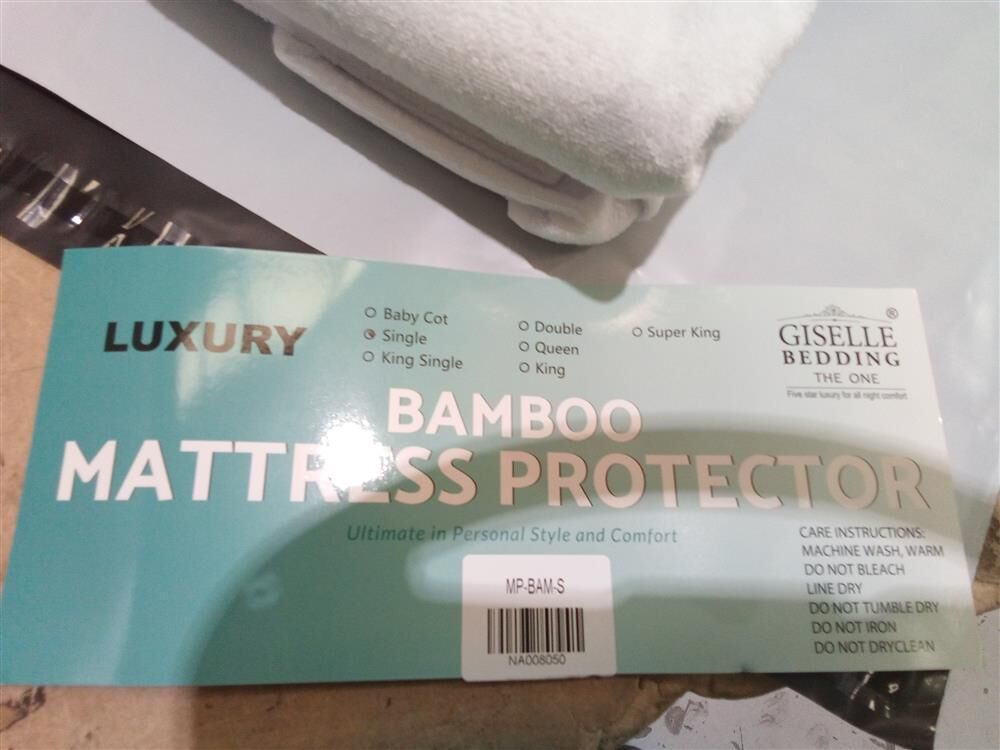 LUXURY
Baby Cot
Single
King Single
Double
Queen
King
Super King
GISELLE ®
BEDDING
THE ONE
Five star luxury for all night comfort
BAMBOO
MATTRESS PROTECTOR
Ultimate in Personal Style and Comfort
CARE INSTRUCTIONS:
MACHINE WASH, WARM
DO NOT BLEACH
LINE DRY
DO NOT TUMBLE DRY
DO NOT IRON
DO NOT DRYCLEAN
MP-BAM-S
NA008050